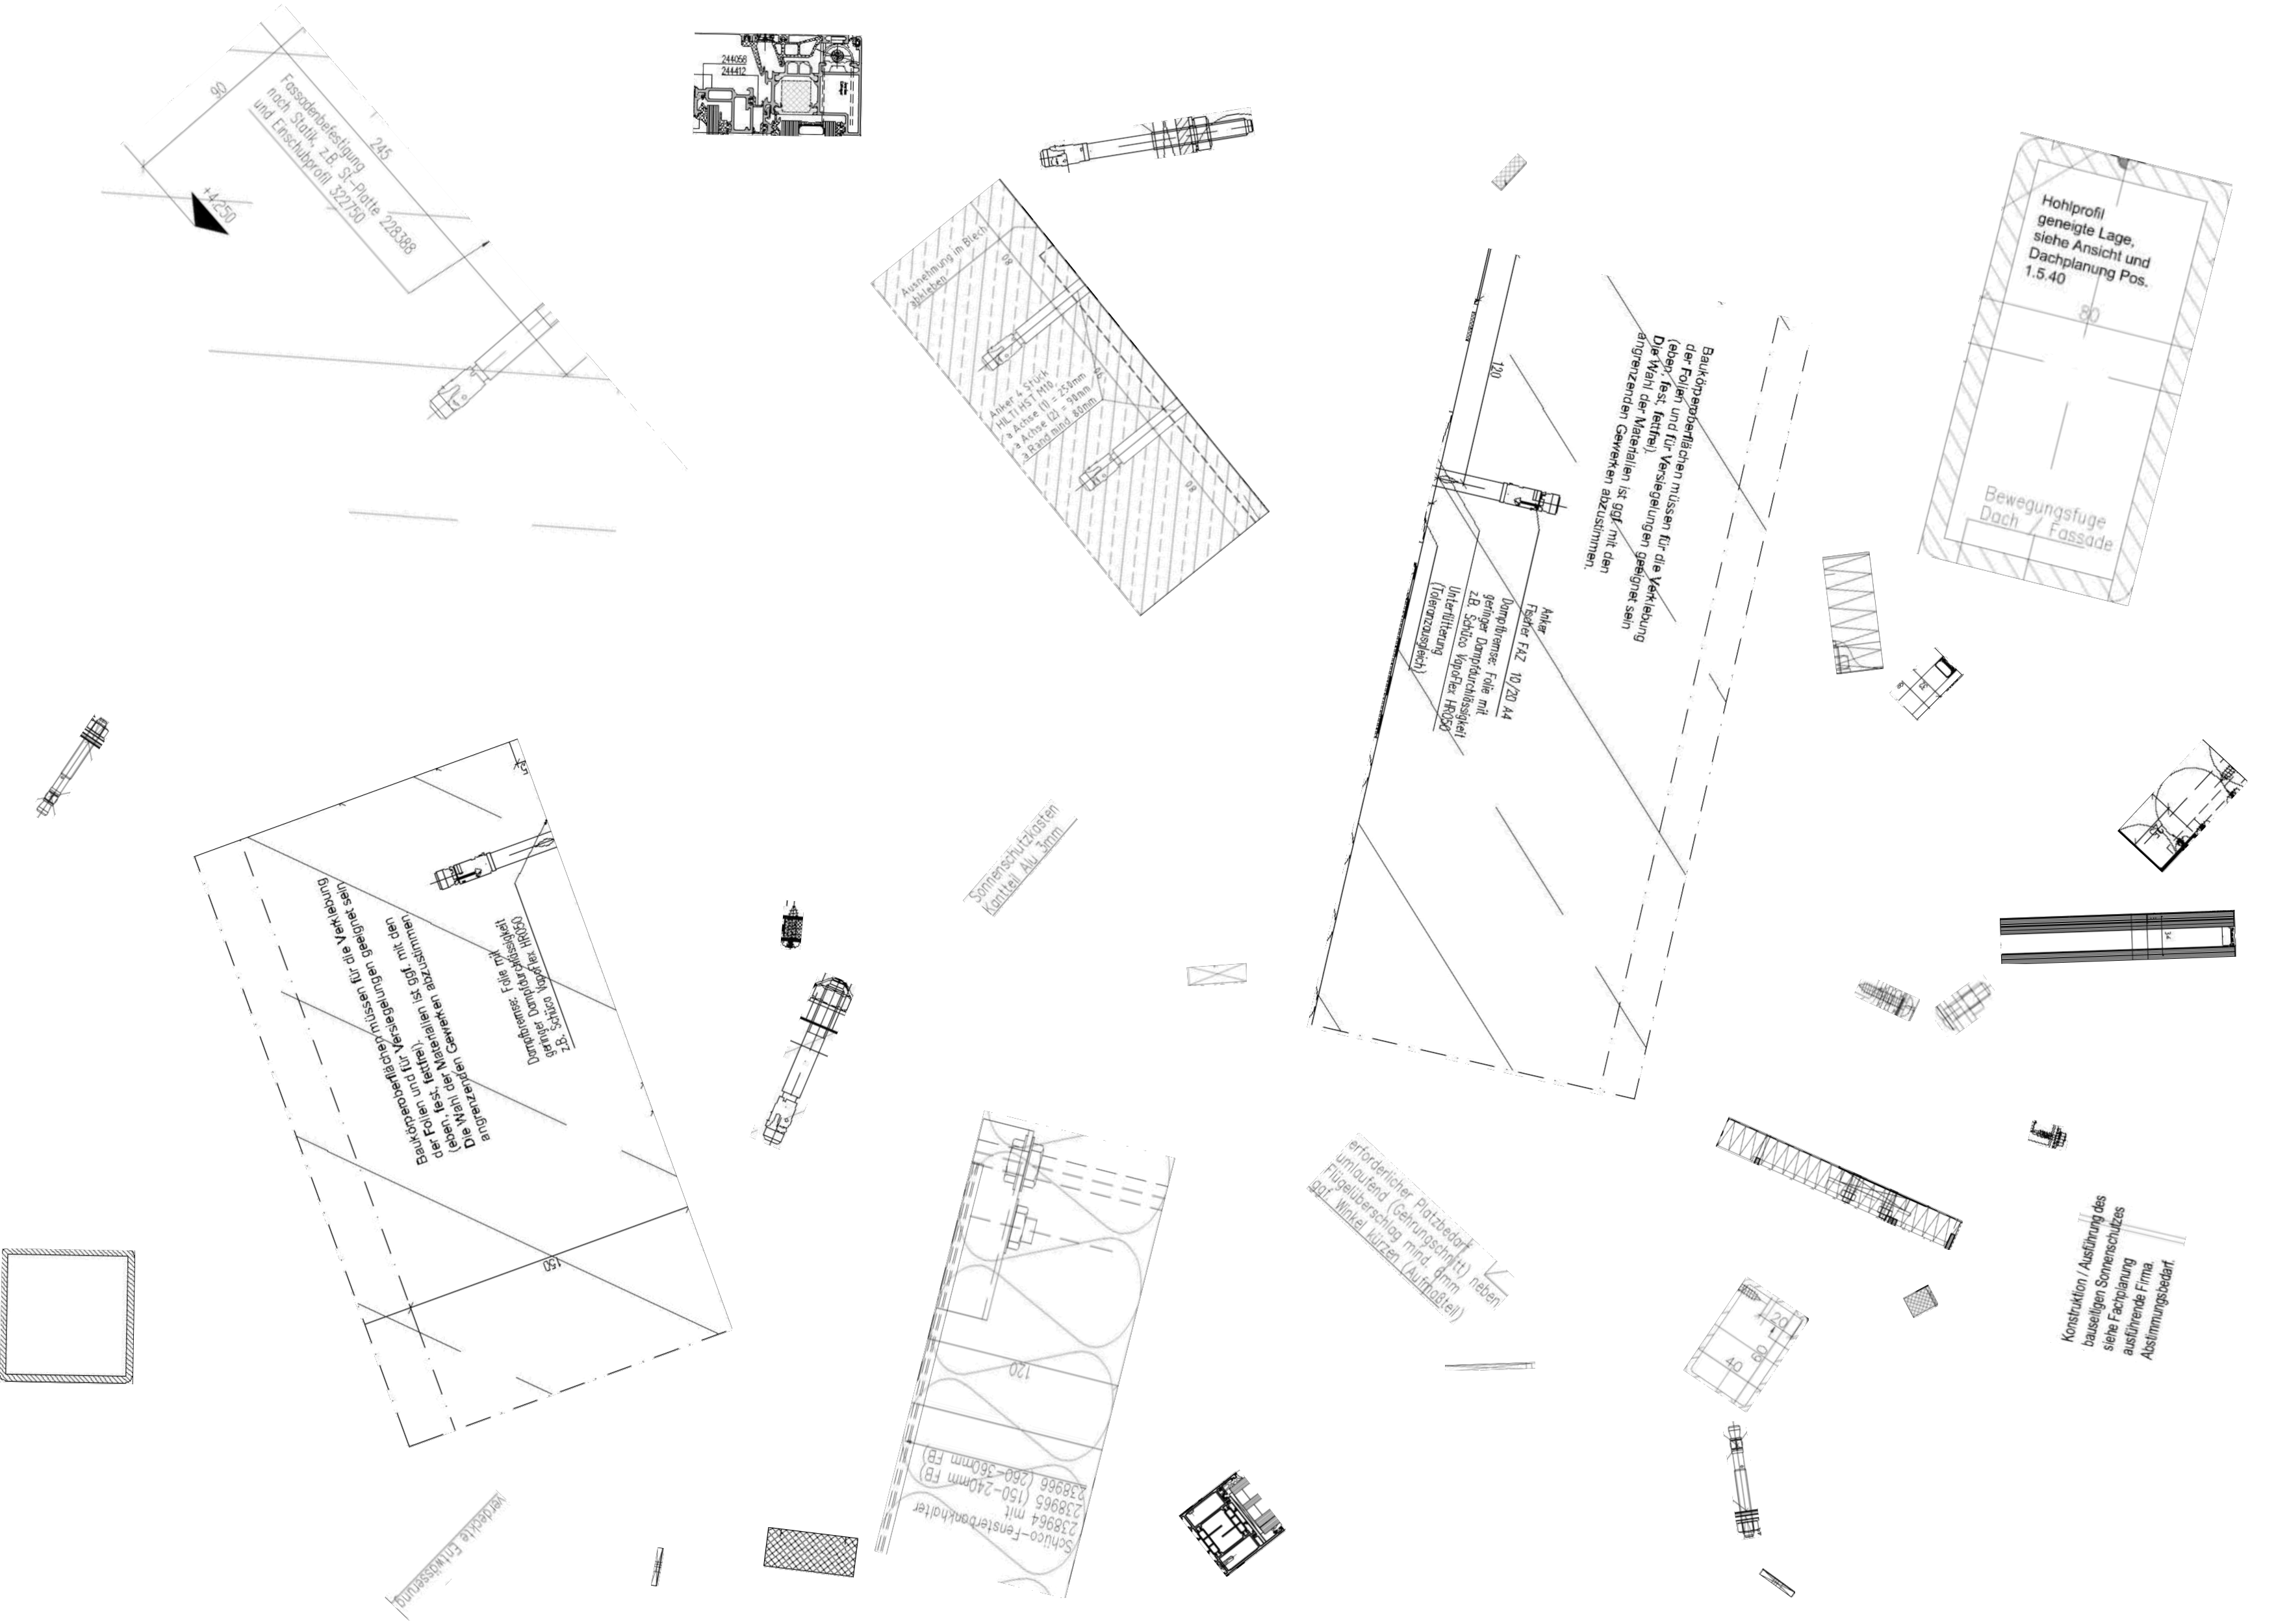 90
245
Fassadenbefestigung
nach Statik, z.B. St-Platte 228388
und Einschubprofil 322750
+4.250
244056
244412
Ausnehmung im Blech
abkleben
80
Anker 4 Stück
HILTI HST M10
a Achse (1) = 250mm
a Achse (2) = 90mm
a Rand mind. 80mm
90
80
120
Baukörperoberflächen müssen für die Verklebung
der Folien und für Versiegelungen geeignet sein
(eben, fest, fettfrei).
Die Wahl der Materialien ist ggf. mit den
angrenzenden Gewerken abzustimmen.
Anker
Fischer FAZ 10/20 A4
Dampfbremse: Folie mit
geringer Dampfdurchlässigkeit
z.B. Schüco VapoFlex HR050
Unterfütterung
(Toleranzausgleich)
Hohlprofil
geneigte Lage,
siehe Ansicht und
Dachplanung Pos.
1.5.40
80
Bewegungsfuge
Dach / Fassade
Baukörperoberflächen müssen für die Verklebung
der Folien und für Versiegelungen geeignet sein
(eben, fest, fettfrei).
Die Wahl der Materialien ist ggf. mit den
angrenzenden Gewerken abzustimmen
Dampfbremse: Folie mit
geringer Dampfdurchlässigkeit
z.B. Schüco VapoFlex HR050
150
Sonnenschutzkasten
Kantteil Alu 3mm
120
Schüco-Fensterbankhalter
238964 mit
238965 (150-240mm FB)
238966 (260-360mm FB)
erforderlicher Platzbedarf
umlaufend (Gehrungschnitt) neben
Flügelüberschlag mind. 6mm
ggf. Winkel kürzen (Aufmaßteil)
20
60
40
Konstruktion / Ausführung des
bauseitigen Sonnenschutzes
siehe Fachplanung
ausführende Firma.
Abstimmungsbedarf.
verdeckte Entwässerung